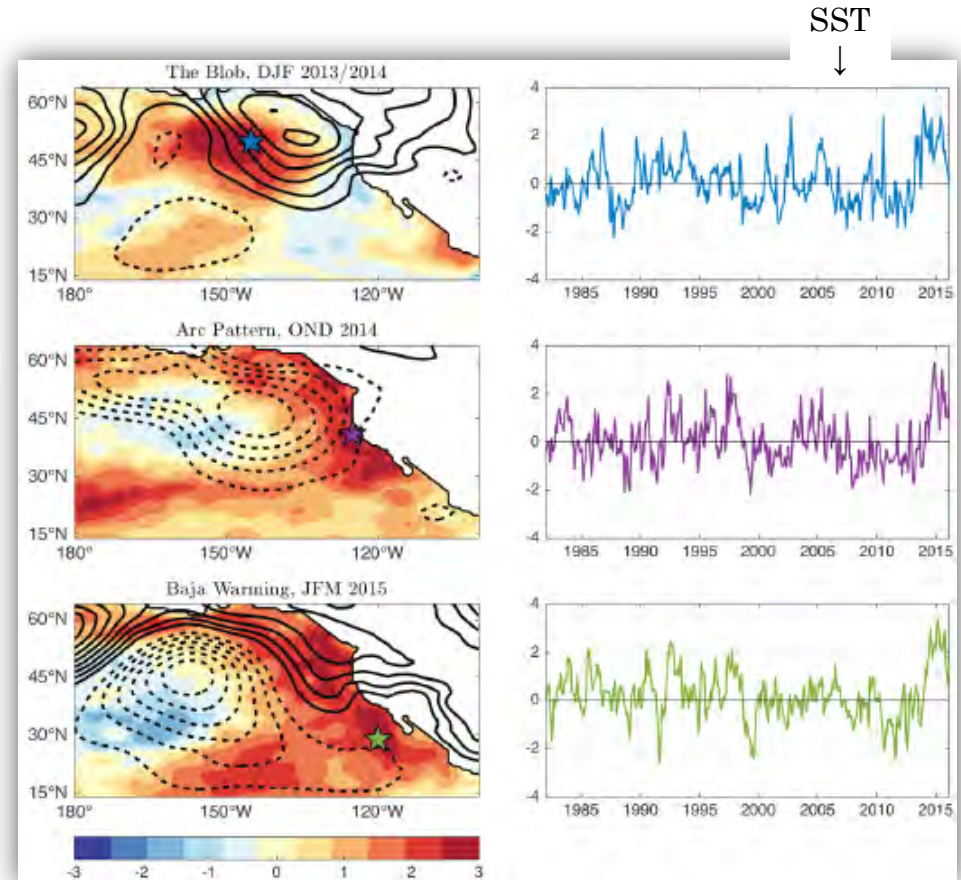 SST
↓
The Blob, DJF 2013/2014
60°N
45°N
30°N
15°N
180° 150°W 120°W
4
2
0
-2
-4
1985 1990 1995 2000 2005 2010 2015
Arc Pattern, OND 2014
60°N
45°N
30°N
15°N
180° 150°W 120°W
4
2
0
-2
-4
1985 1990 1995 2000 2005 2010 2015
Baja Warming, JFM 2015
60°N
45°N
30°N
15°N
180° 150°W 120°W
4
2
0
-2
-4
1985 1990 1995 2000 2005 2010 2015
-3 -2 -1 0 1 2 3